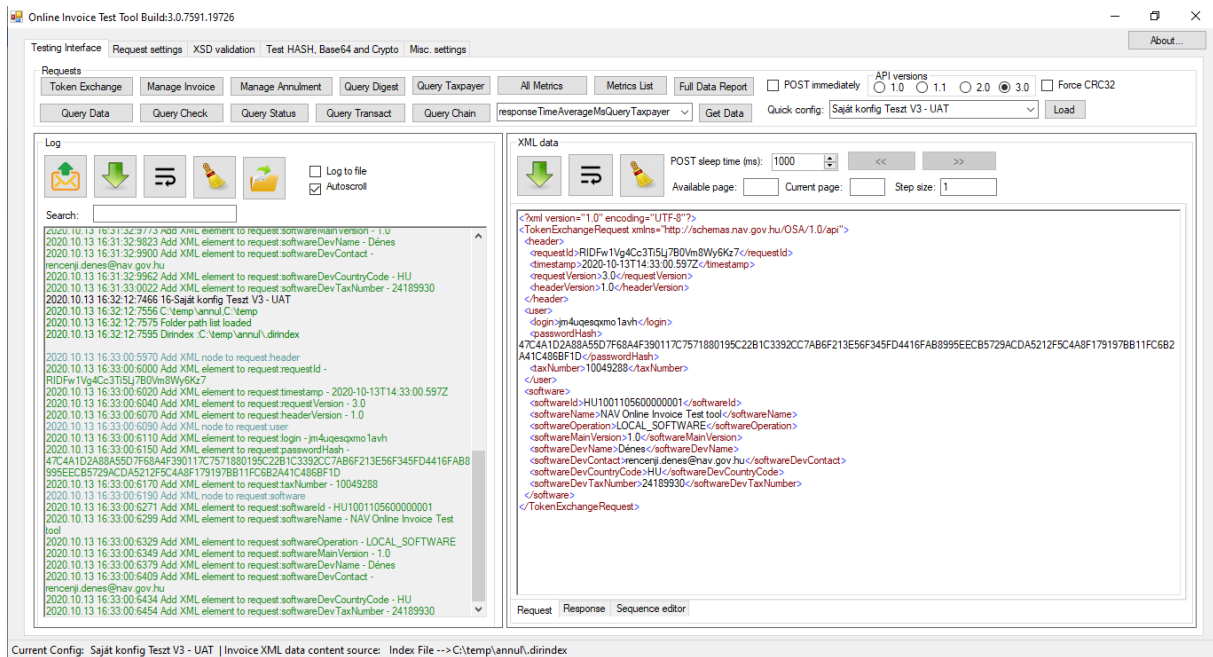 Online Invoice Test Tool Build:3.0.7591.19726
About...
Testing Interface Request settings XSD validation Test HASH, Base64 and Crypto Misc. settings
Requests
Token Exchange Manage Invoice Manage Annulment Query Digest Query Taxpayer All Metrics Metrics List Full Data Report POST immediately API versions 1.0 1.1 2.0 3.0 Force CRC32
Query Data Query Check Query Status Query Transact Query Chain responseTimeAverageMsQueryTaxpayer Get Data Quick config: Saját konfig Teszt V3 - UAT Load
Log
Log to file
Autoscroll
Search:
2020.10.13 16:31:32:9773 Add XML element to request:softwareMainVersion - 1.0
2020.10.13 16:31:32:9823 Add XML element to request:softwareDevName - Dénes
2020.10.13 16:31:32:9900 Add XML element to request:softwareDevContact -
rencenji.denes@nav.gov.hu
2020.10.13 16:31:32:9962 Add XML element to request:softwareDevCountryCode - HU
2020.10.13 16:31:33:0022 Add XML element to request:softwareDevTaxNumber - 24189930
2020.10.13 16:32:12:7466 16-Saját konfig Teszt V3 - UAT
2020.10.13 16:32:12:7556 C:\temp\annul,C:\temp
2020.10.13 16:32:12:7575 Folder path list loaded
2020.10.13 16:32:12:7595 Dirindex :C:\temp\annul\.dirindex
2020.10.13 16:33:00:5970 Add XML node to request:header
2020.10.13 16:33:00:6000 Add XML element to request:requestId -
RIDFw1Vg4Cc3Ti5Lj7B0Vm8Wy6Kz7
2020.10.13 16:33:00:6020 Add XML element to request:timestamp - 2020-10-13T14:33:00.597Z
2020.10.13 16:33:00:6040 Add XML element to request:requestVersion - 3.0
2020.10.13 16:33:00:6070 Add XML element to request:headerVersion - 1.0
2020.10.13 16:33:00:6090 Add XML node to request:user
2020.10.13 16:33:00:6110 Add XML element to request:login - jm4uqesqxmo1avh
2020.10.13 16:33:00:6150 Add XML element to request:passwordHash -
47C4A1D2A88A55D7F68A4F390117C7571880195C22B1C3392CC7AB6F213E56F345FD4416FAB8
995EECB5729ACDA5212F5C4A8F179197BB11FC6B2A41C486BF1D
2020.10.13 16:33:00:6170 Add XML element to request:taxNumber - 10049288
2020.10.13 16:33:00:6190 Add XML node to request:software
2020.10.13 16:33:00:6271 Add XML element to request:softwareId - HU1001105600000001
2020.10.13 16:33:00:6299 Add XML element to request:softwareName - NAV Online Invoice Test
tool
2020.10.13 16:33:00:6329 Add XML element to request:softwareOperation - LOCAL_SOFTWARE
2020.10.13 16:33:00:6349 Add XML element to request:softwareMainVersion - 1.0
2020.10.13 16:33:00:6379 Add XML element to request:softwareDevName - Dénes
2020.10.13 16:33:00:6409 Add XML element to request:softwareDevContact -
rencenji.denes@nav.gov.hu
2020.10.13 16:33:00:6434 Add XML element to request:softwareDevCountryCode - HU
2020.10.13 16:33:00:6454 Add XML element to request:softwareDevTaxNumber - 24189930
XML data
POST sleep time (ms): 1000 << >>
Available page: Current page: Step size: 1
<?xml version="1.0" encoding="UTF-8"?>
<TokenExchangeRequest xmlns="http://schemas.nav.gov.hu/OSA/1.0/api">
<header>
<requestId>RIDFw1Vg4Cc3Ti5Lj7B0Vm8Wy6Kz7</requestId>
<timestamp>2020-10-13T14:33:00.597Z</timestamp>
<requestVersion>3.0</requestVersion>
<headerVersion>1.0</headerVersion>
</header>
<user>
<login>jm4uqesqxmo1avh</login>
<passwordHash>
47C4A1D2A88A55D7F68A4F390117C7571880195C22B1C3392CC7AB6F213E56F345FD4416FAB8995EECB5729ACDA5212F5C4A8F179197BB11FC6B2
A41C486BF1D</passwordHash>
<taxNumber>10049288</taxNumber>
</user>
<software>
<softwareId>HU1001105600000001</softwareId>
<softwareName>NAV Online Invoice Test tool</softwareName>
<softwareOperation>LOCAL_SOFTWARE</softwareOperation>
<softwareMainVersion>1.0</softwareMainVersion>
<softwareDevName>Dénes</softwareDevName>
<softwareDevContact>rencenji.denes@nav.gov.hu</softwareDevContact>
<softwareDevCountryCode>HU</softwareDevCountryCode>
<softwareDevTaxNumber>24189930</softwareDevTaxNumber>
</software>
</TokenExchangeRequest>
Request Response Sequence editor
Current Config: Saját konfig Teszt V3 - UAT | Invoice XML data content source: Index File -->C:\temp\annul\.dirindex